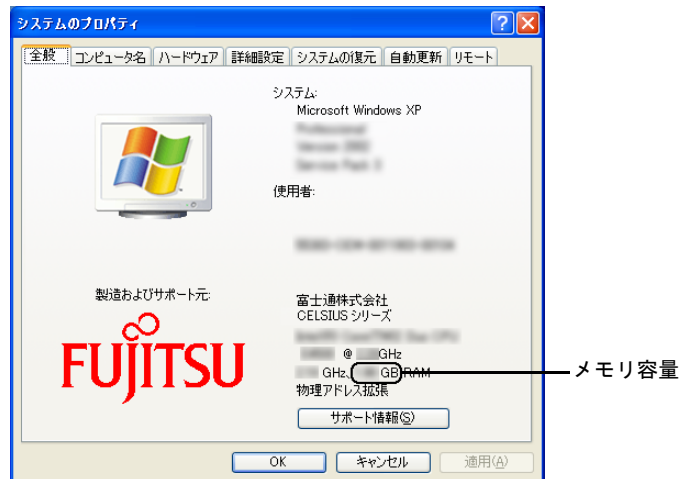 システムのプロパティ
全般 コンピュータ名 ハードウェア 詳細設定 システムの復元 自動更新 リモート
システム:
Microsoft Windows XP
使用者:
製造およびサポート元:
富士通株式会社
CELSIUS シリーズ
@ GHz
GHz、 GB RAM
物理アドレス拡張
FUJITSU
メモリ容量
サポート情報(S)
OK キャンセル 適用(A)